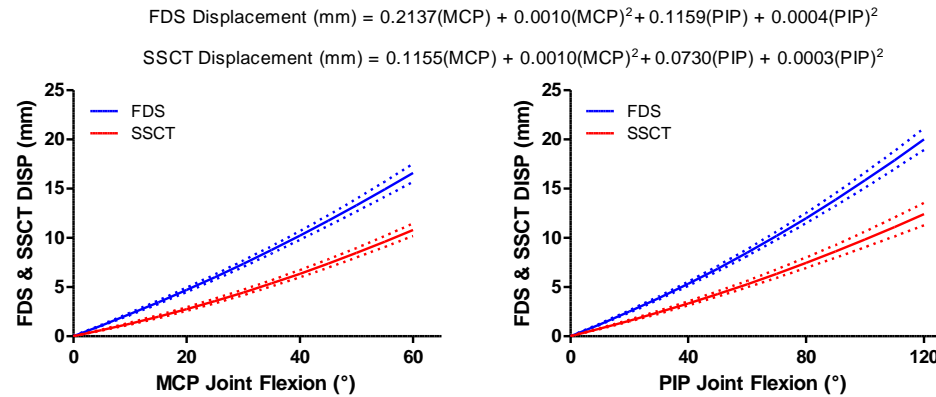 FDS Displacement (mm) = 0.2137(MCP) + 0.0010(MCP)²+ 0.1159(PIP) + 0.0004(PIP)²
SSCT Displacement (mm) = 0.1155(MCP) + 0.0010(MCP)²+ 0.0730(PIP) + 0.0003(PIP)²
FDS & SSCT DISP (mm)
25
20
15
10
5
0
FDS
SSCT
0 20 40 60
MCP Joint Flexion (°)
FDS & SSCT DISP (mm)
25
20
15
10
5
0
FDS
SSCT
0 40 80 120
PIP Joint Flexion (°)